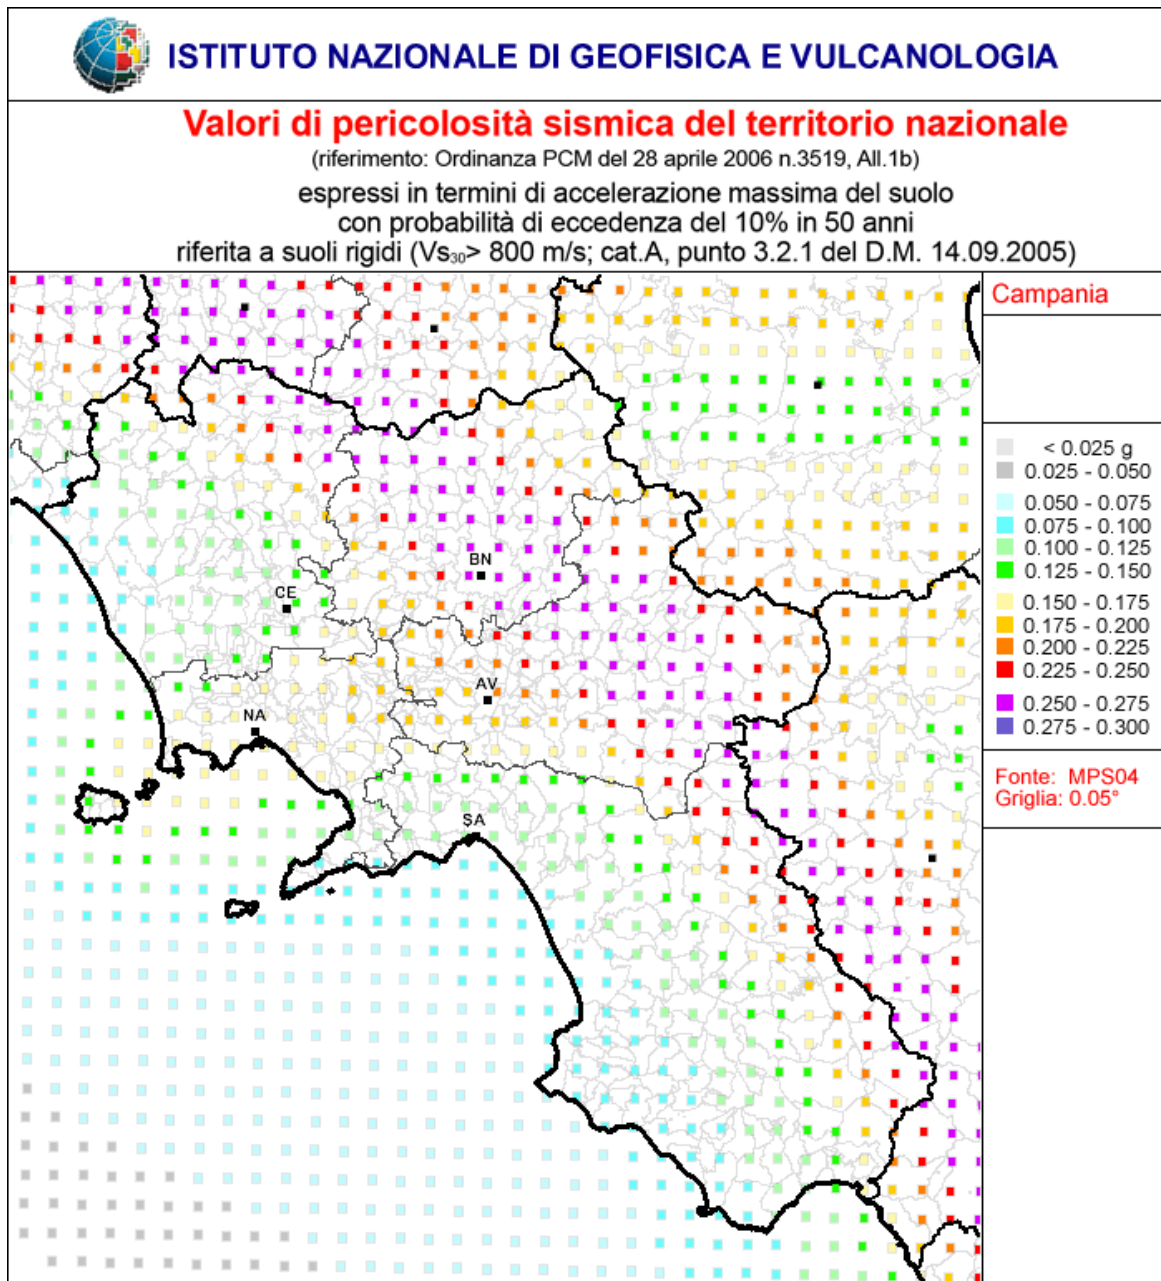 ISTITUTO NAZIONALE DI GEOFISICA E VULCANOLOGIA
Valori di pericolosità sismica del territorio nazionale
(riferimento: Ordinanza PCM del 28 aprile 2006 n.3519, All.1b)
espressi in termini di accelerazione massima del suolo
con probabilità di eccedenza del 10% in 50 anni
riferita a suoli rigidi (Vs30> 800 m/s; cat.A, punto 3.2.1 del D.M. 14.09.2005)
Campania
< 0.025 g
0.025 - 0.050
0.050 - 0.075
0.075 - 0.100
0.100 - 0.125
0.125 - 0.150
0.150 - 0.175
0.175 - 0.200
0.200 - 0.225
0.225 - 0.250
0.250 - 0.275
0.275 - 0.300
Fonte: MPS04
Griglia: 0.05°
BN
CE
AV
NA
SA